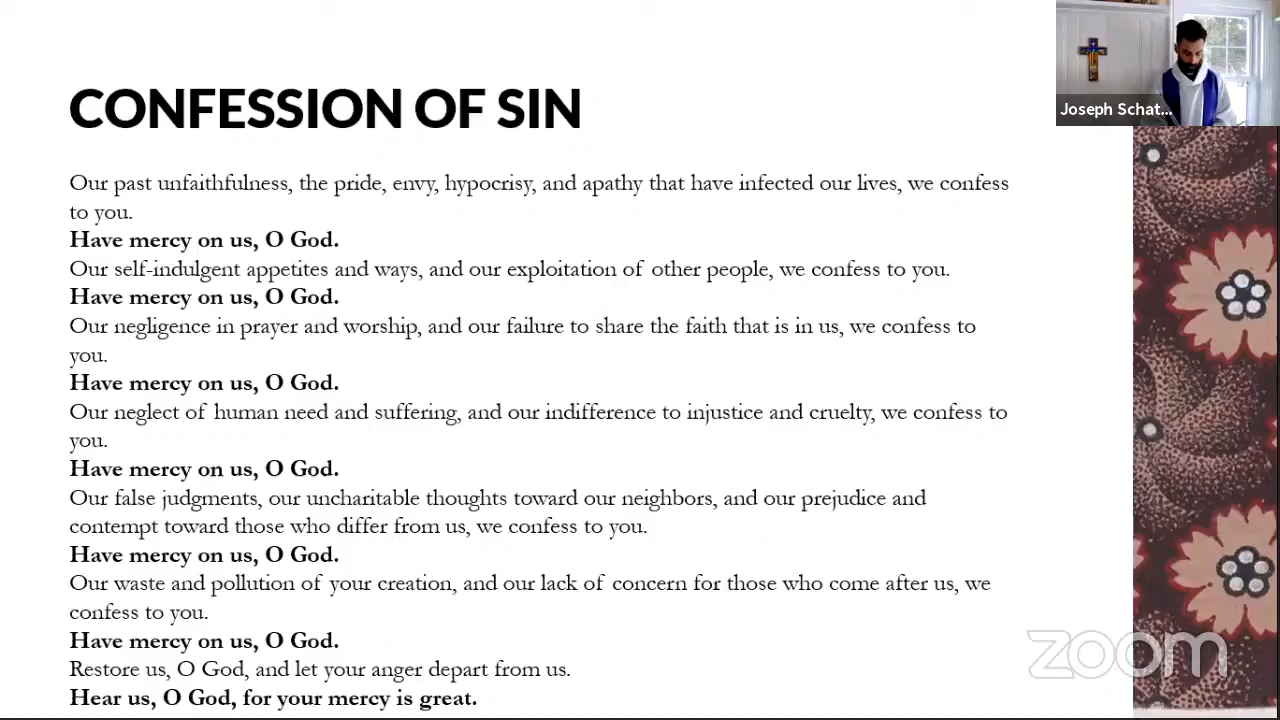 CONFESSION OF SIN
Joseph Schat...
Our past unfaithfulness, the pride, envy, hypocrisy, and apathy that have infected our lives, we confess
to you.
Have mercy on us, O God.
Our self-indulgent appetites and ways, and our exploitation of other people, we confess to you.
Have mercy on us, O God.
Our negligence in prayer and worship, and our failure to share the faith that is in us, we confess to
you.
Have mercy on us, O God.
Our neglect of human need and suffering, and our indifference to injustice and cruelty, we confess to
you.
Have mercy on us, O God.
Our false judgments, our uncharitable thoughts toward our neighbors, and our prejudice and
contempt toward those who differ from us, we confess to you.
Have mercy on us, O God.
Our waste and pollution of your creation, and our lack of concern for those who come after us, we
confess to you.
Have mercy on us, O God.
Restore us, O God, and let your anger depart from us.
Hear us, O God, for your mercy is great.
zoom